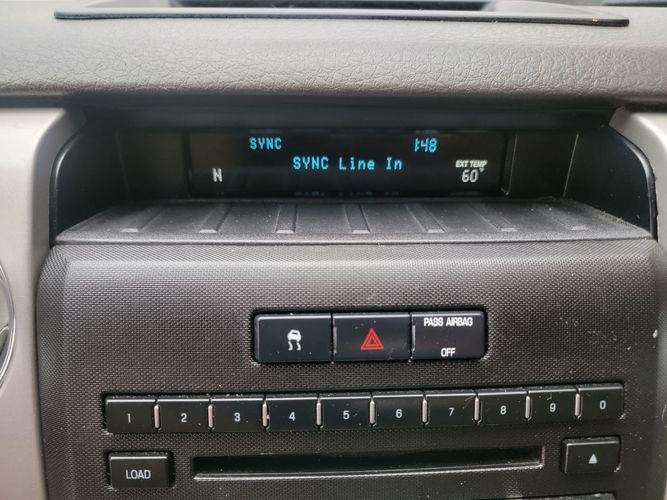 SYNC 1:48
SYNC Line In
N EXT TEMP
60°
PASS AIRBAG
OFF
1 2 3 4 5 6 7 8 9 0
LOAD